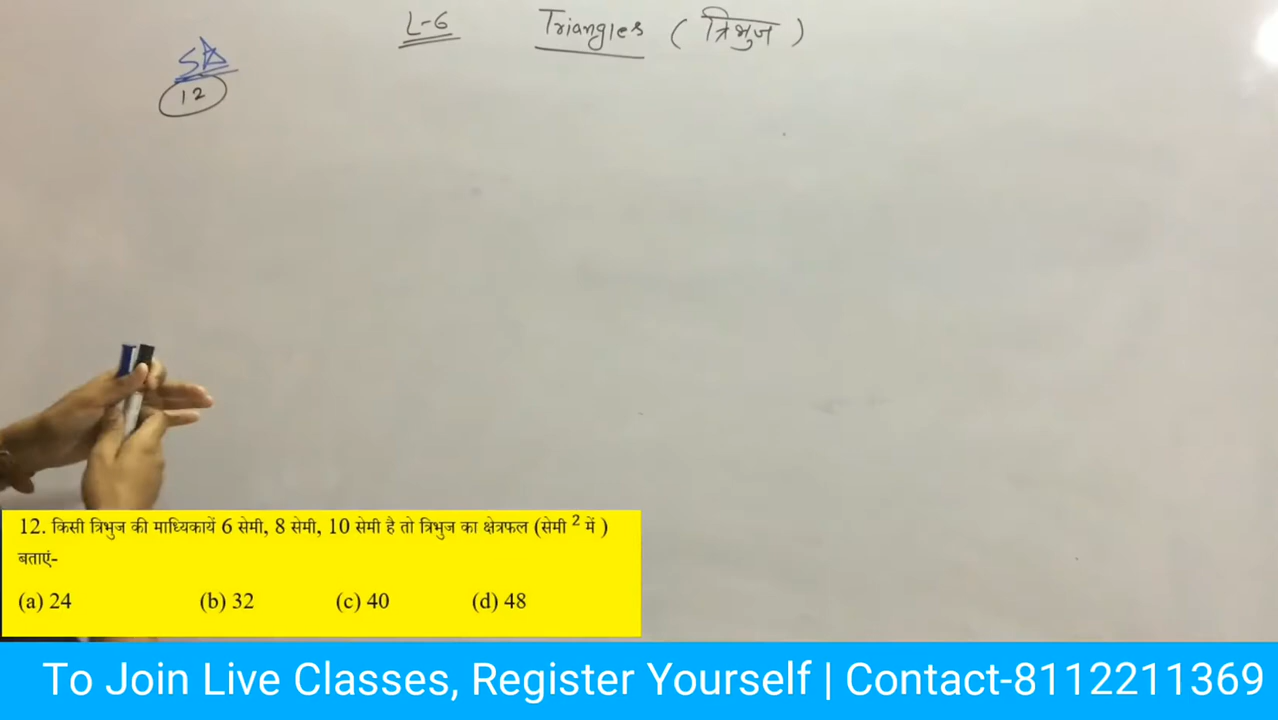 L-6 Triangles (त्रिभुज)
12
12. किसी त्रिभुज की माध्यिकायें 6 सेमी, 8 सेमी, 10 सेमी है तो त्रिभुज का क्षेत्रफल (सेमी ² में )
बताएं-
(a) 24 (b) 32 (c) 40 (d) 48
To Join Live Classes, Register Yourself | Contact-8112211369